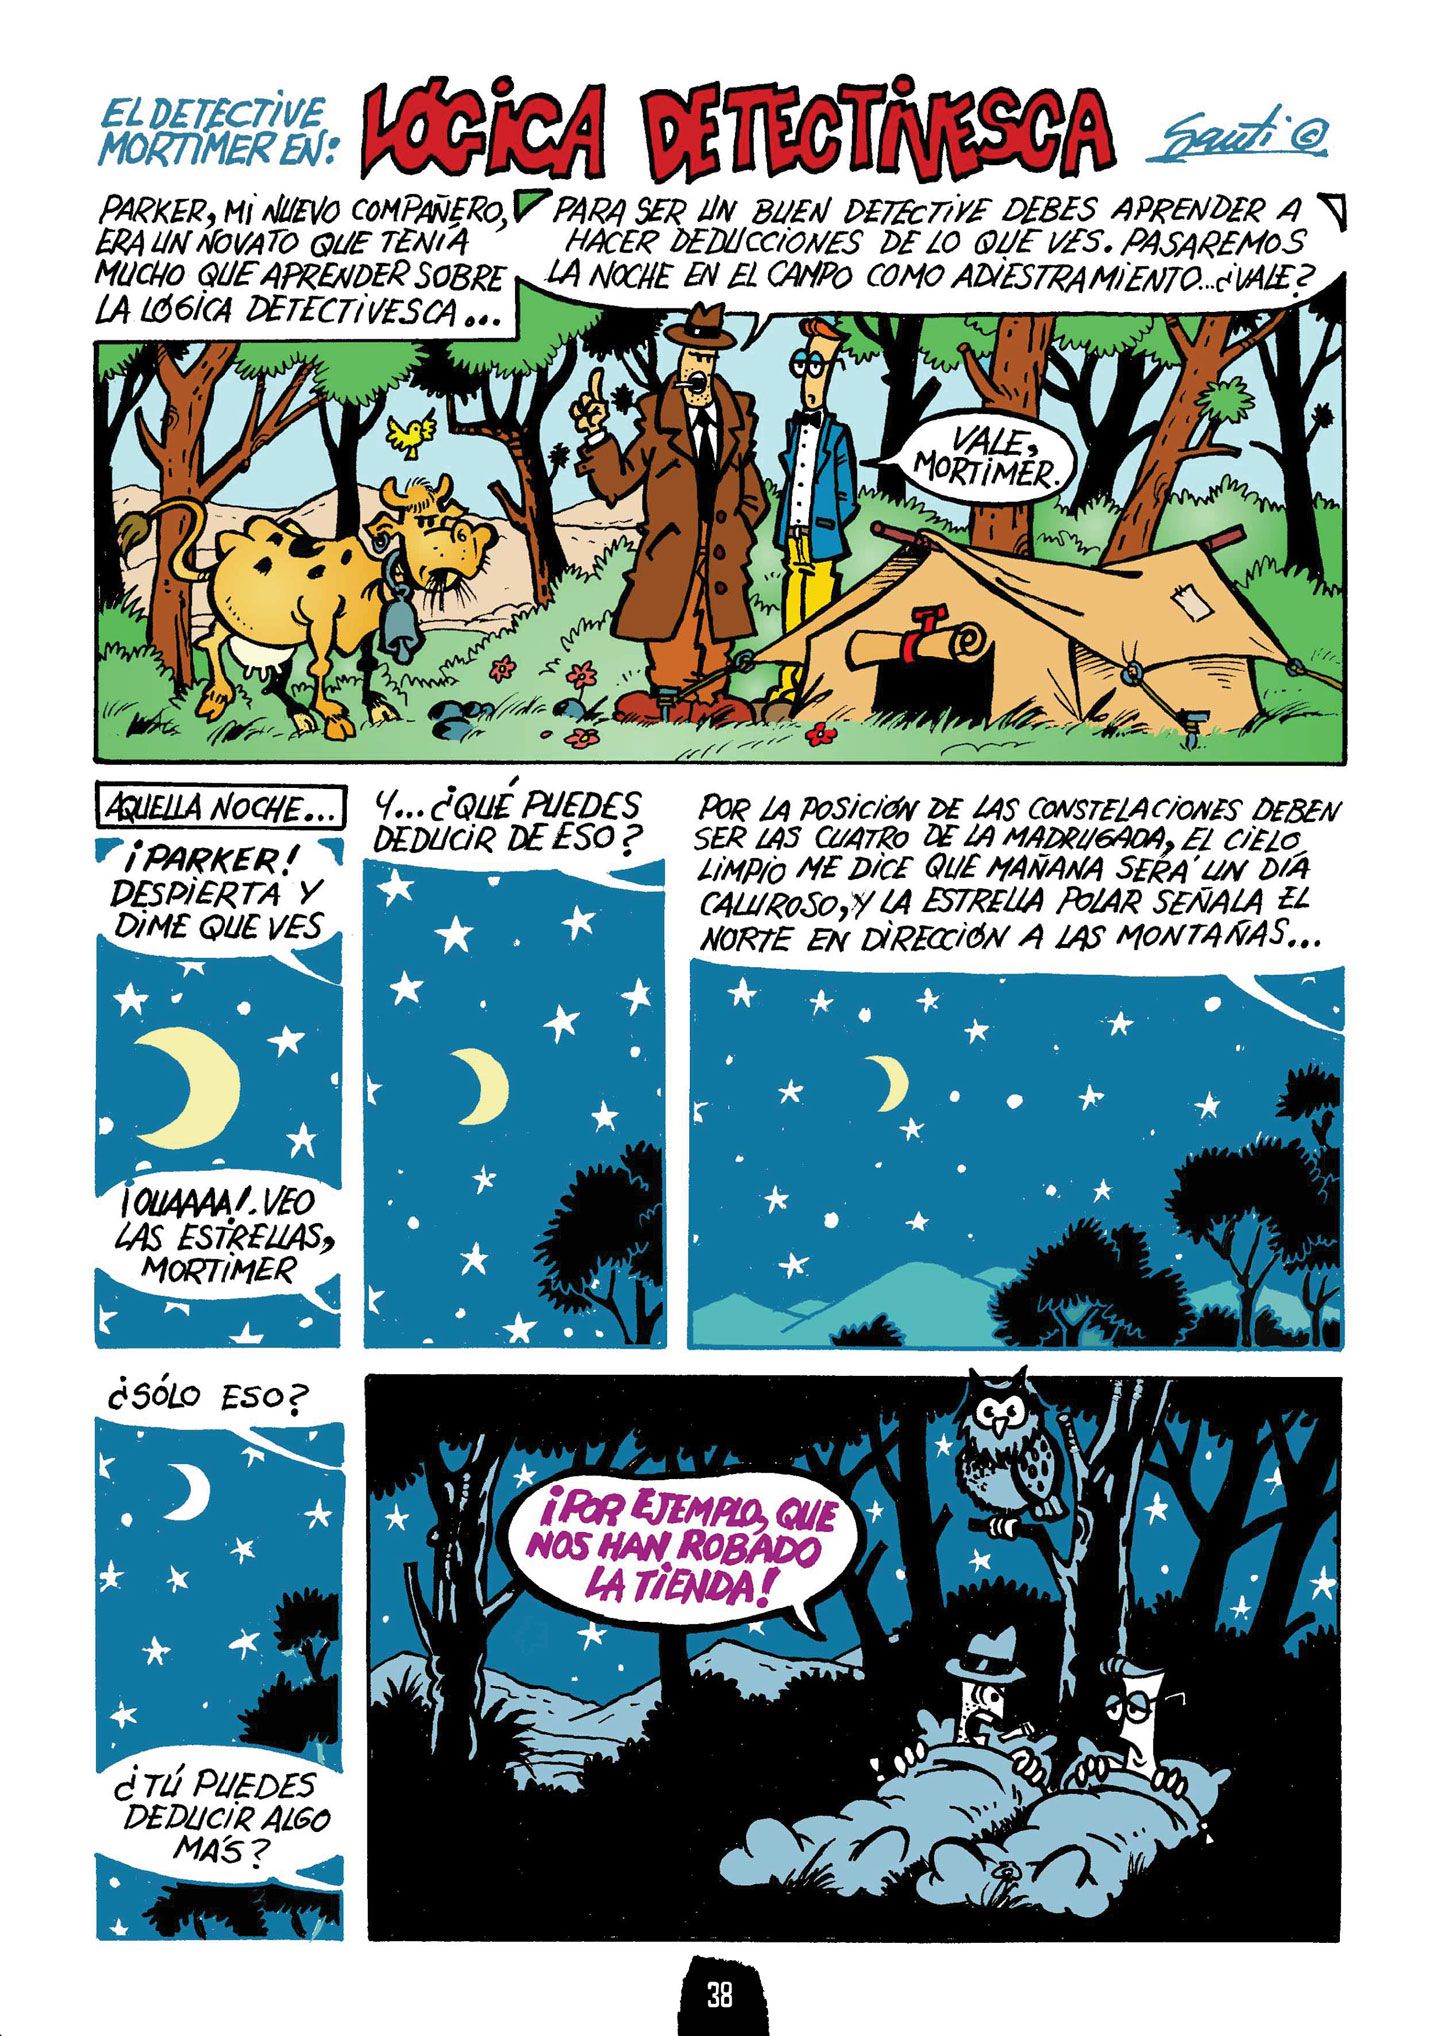 EL DETECTIVE
MORTIMER EN:
LÓGICA DETECTIVESCA
Santi ©
PARKER, MI NUEVO COMPAÑERO,
ERA UN NOVATO QUE TENÍA
MUCHO QUE APRENDER SOBRE
LA LÓGICA DETECTIVESCA...
PARA SER UN BUEN DETECTIVE DEBES APRENDER A
HACER DEDUCCIONES DE LO QUE VES. PASAREMOS
LA NOCHE EN EL CAMPO COMO ADIESTRAMIENTO...¿VALE?
VALE,
MORTIMER.
AQUELLA NOCHE...
¡PARKER!
DESPIERTA Y
DIME QUE VES
¡OUAAAA!. VEO
LAS ESTRELLAS,
MORTIMER
Y...¿QUÉ PUEDES
DEDUCIR DE ESO?
POR LA POSICIÓN DE LAS CONSTELACIONES DEBEN
SER LAS CUATRO DE LA MADRUGADA, EL CIELO
LIMPIO ME DICE QUE MAÑANA SERÁ UN DÍA
CALUROSO, Y LA ESTRELLA POLAR SEÑALA EL
NORTE EN DIRECCIÓN A LAS MONTAÑAS...
¿SÓLO ESO?
¿TÚ PUEDES
DEDUCIR ALGO
MÁS?
¡POR EJEMPLO, QUE
NOS HAN ROBADO
LA TIENDA!
38